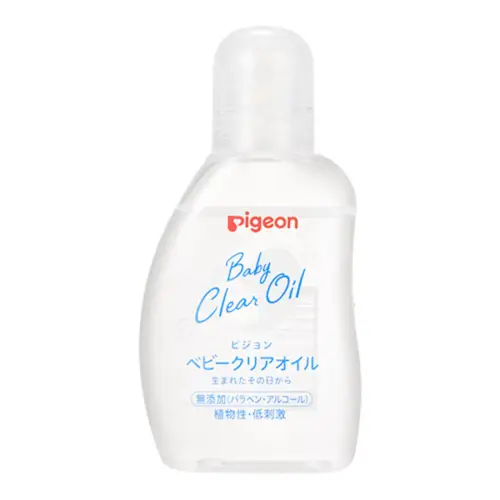 Pigeon
Baby
Clear Oil
ピジョン
ベビークリアオイル
生まれたその日から
無添加(パラベン・アルコール)
植物性・低刺激